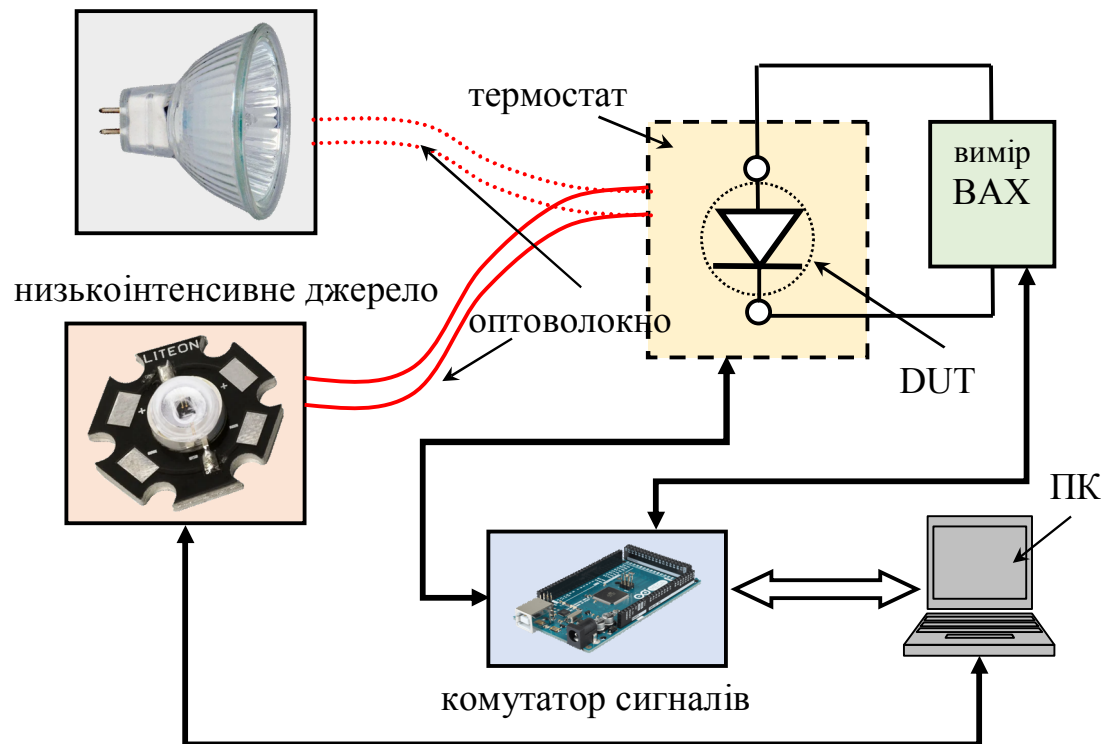 термостат
вимір
ВАХ
низькоінтенсивне джерело
оптоволокно
LITEON
DUT
ПК
комутатор сигналів